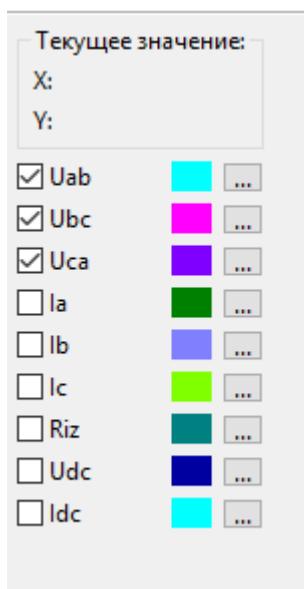 Текущее значение:
X:
Y:
Uab ...
Ubc ...
Uca ...
Ia ...
Ib ...
Ic ...
Riz ...
Udc ...
Idc ...